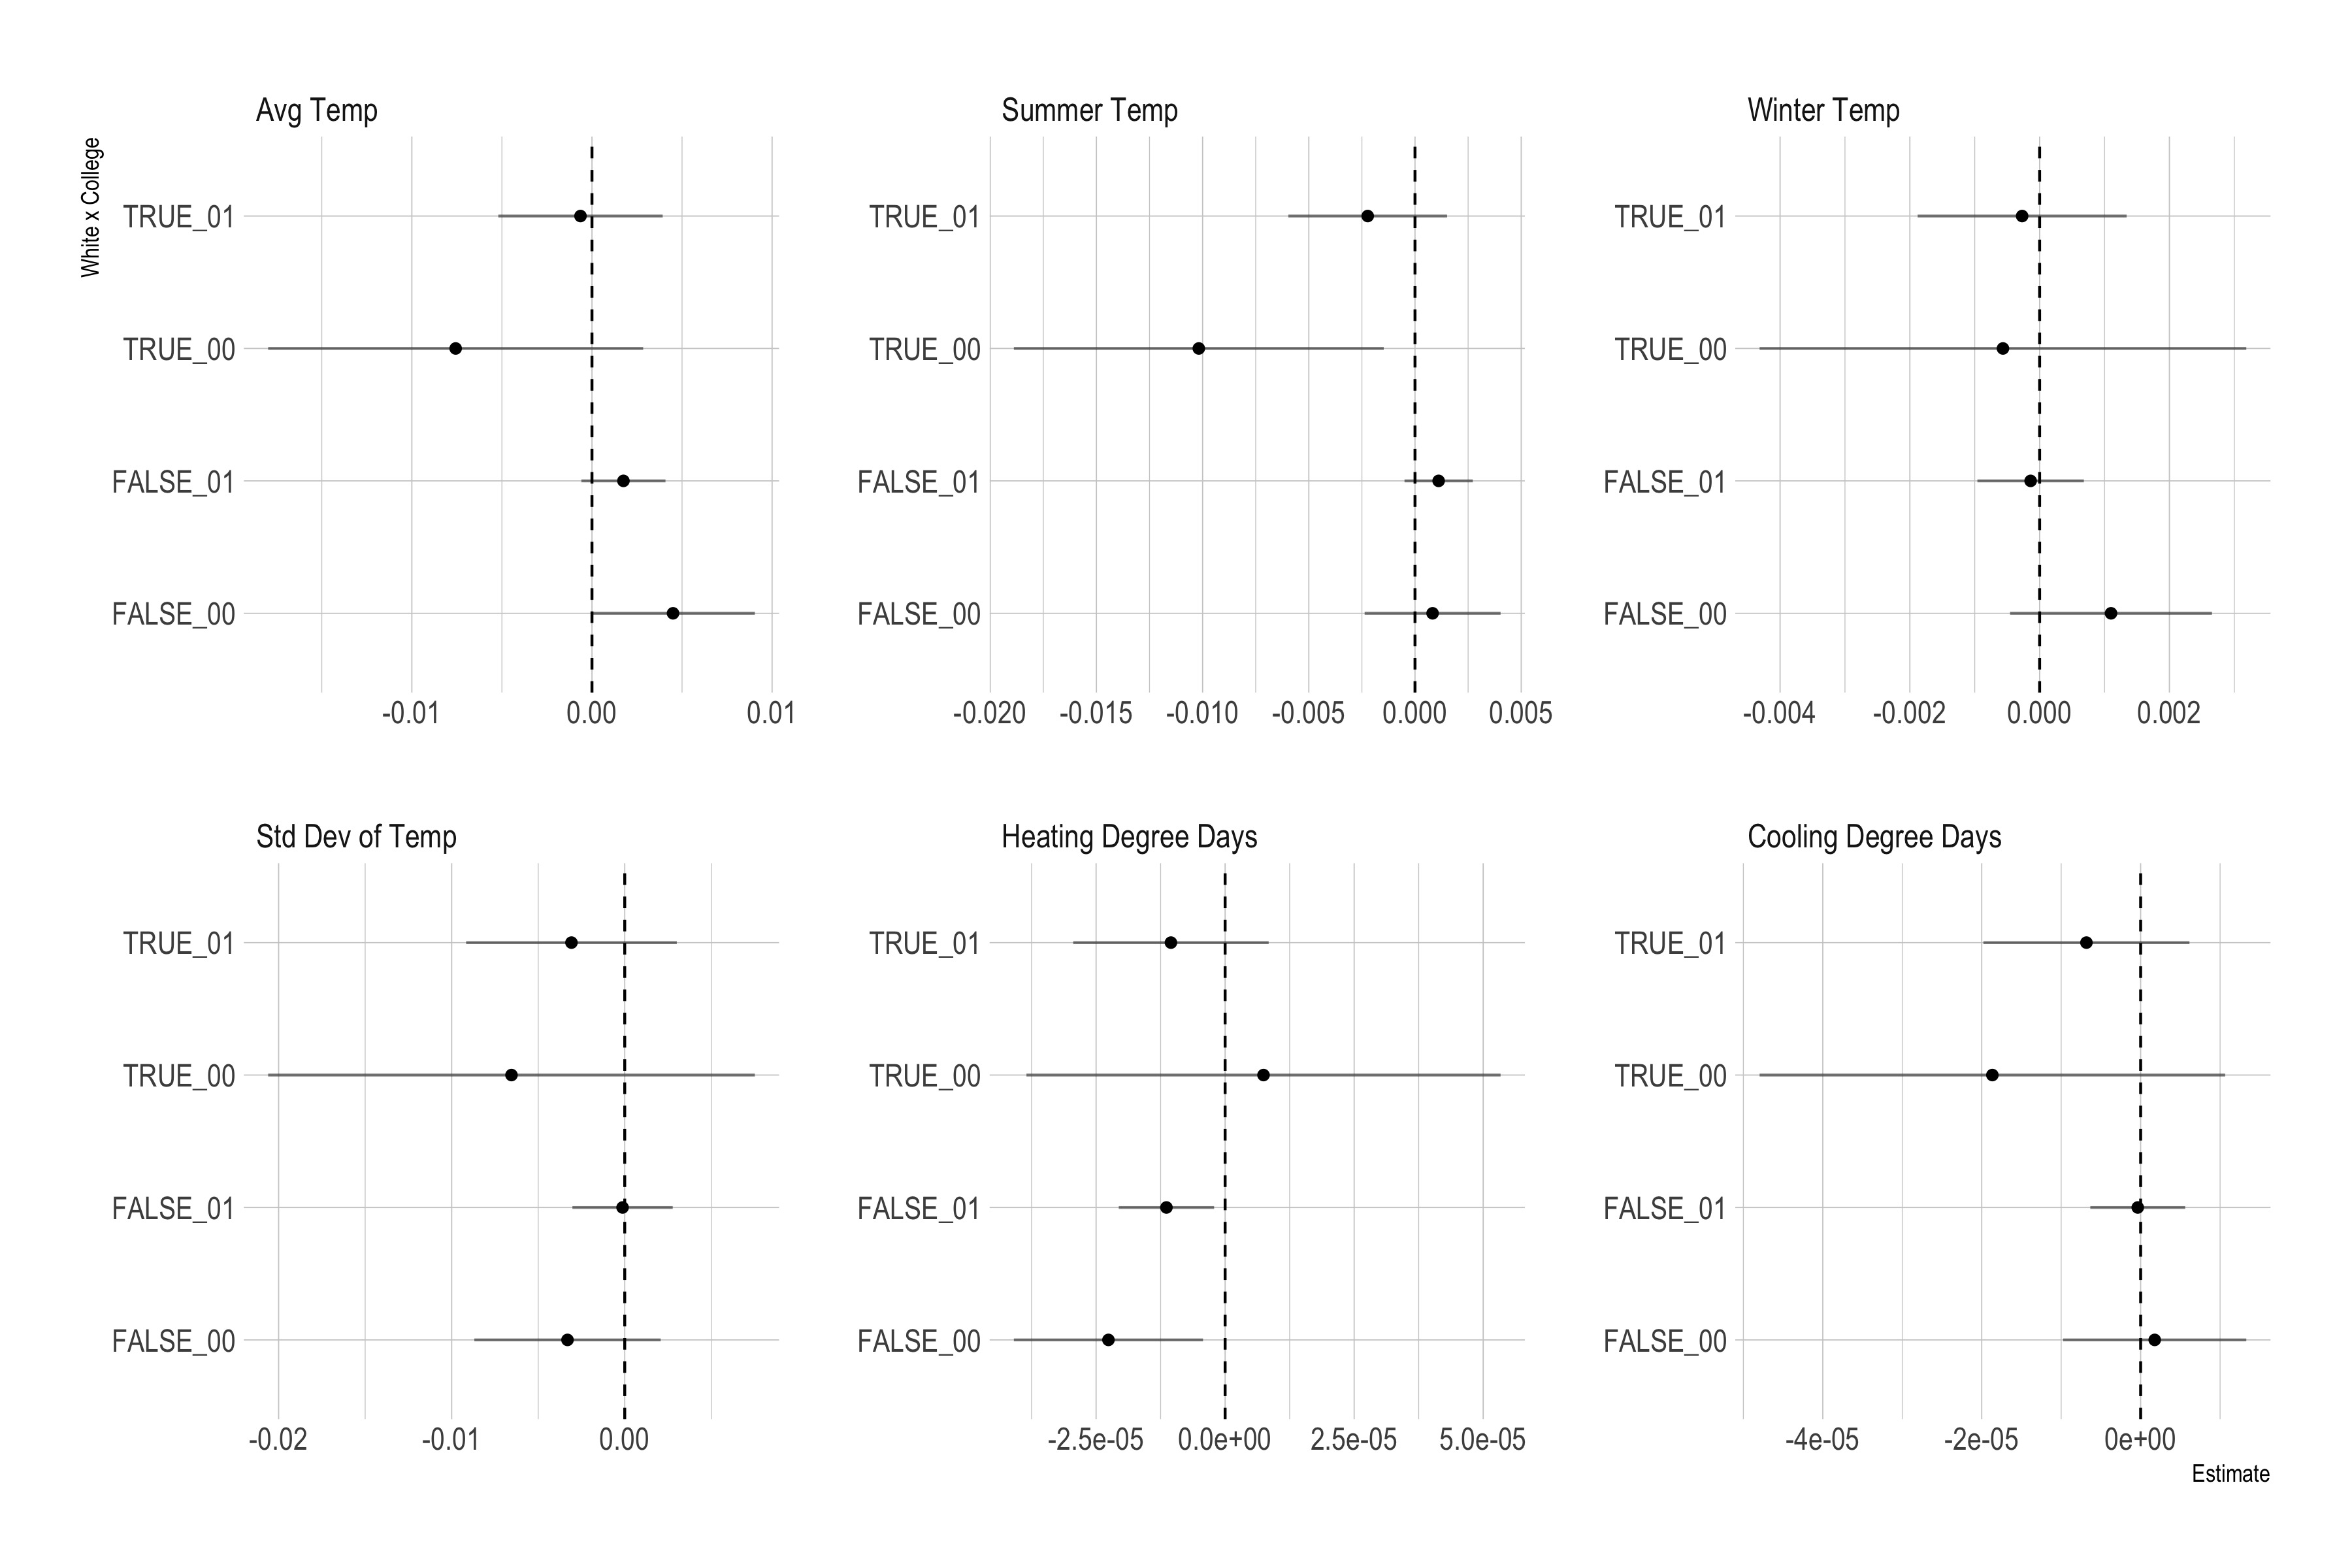 Avg Temp
Summer Temp
Winter Temp
White x College
TRUE_01
TRUE_00
FALSE_01
FALSE_00
TRUE_01
TRUE_00
FALSE_01
FALSE_00
TRUE_01
TRUE_00
FALSE_01
FALSE_00
-0.01 0.00 0.01
-0.020 -0.015 -0.010 -0.005 0.000 0.005
-0.004 -0.002 0.000 0.002
Std Dev of Temp
Heating Degree Days
Cooling Degree Days
TRUE_01
TRUE_00
FALSE_01
FALSE_00
TRUE_01
TRUE_00
FALSE_01
FALSE_00
TRUE_01
TRUE_00
FALSE_01
FALSE_00
-0.02 -0.01 0.00
-2.5e-05 0.0e+00 2.5e-05 5.0e-05
-4e-05 -2e-05 0e+00
Estimate